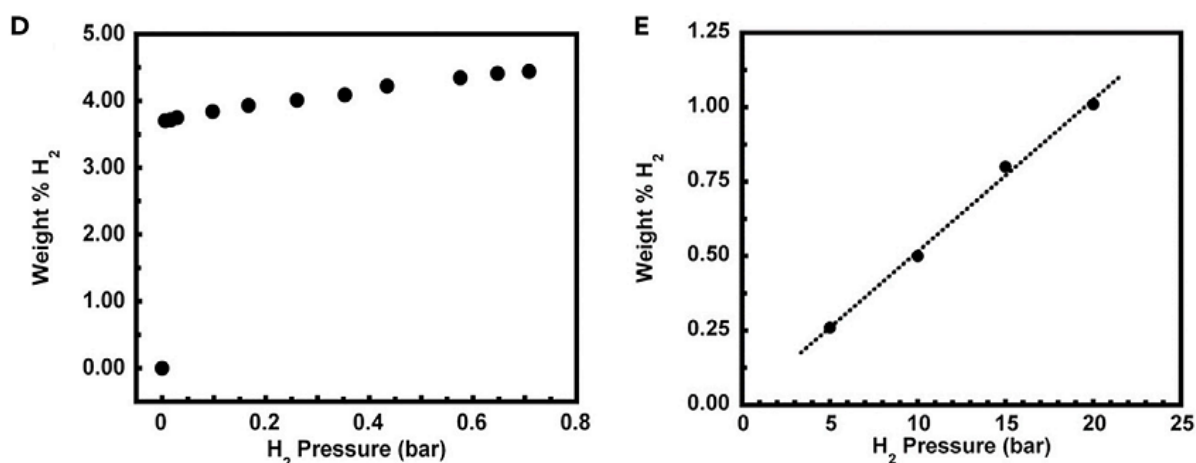 D
Weight % H₂
5.00
4.00
3.00
2.00
1.00
0.00
0 0.2 0.4 0.6 0.8
H₂ Pressure (bar)
E
Weight % H₂
1.25
1.00
0.75
0.50
0.25
0.00
0 5 10 15 20 25
H₂ Pressure (bar)